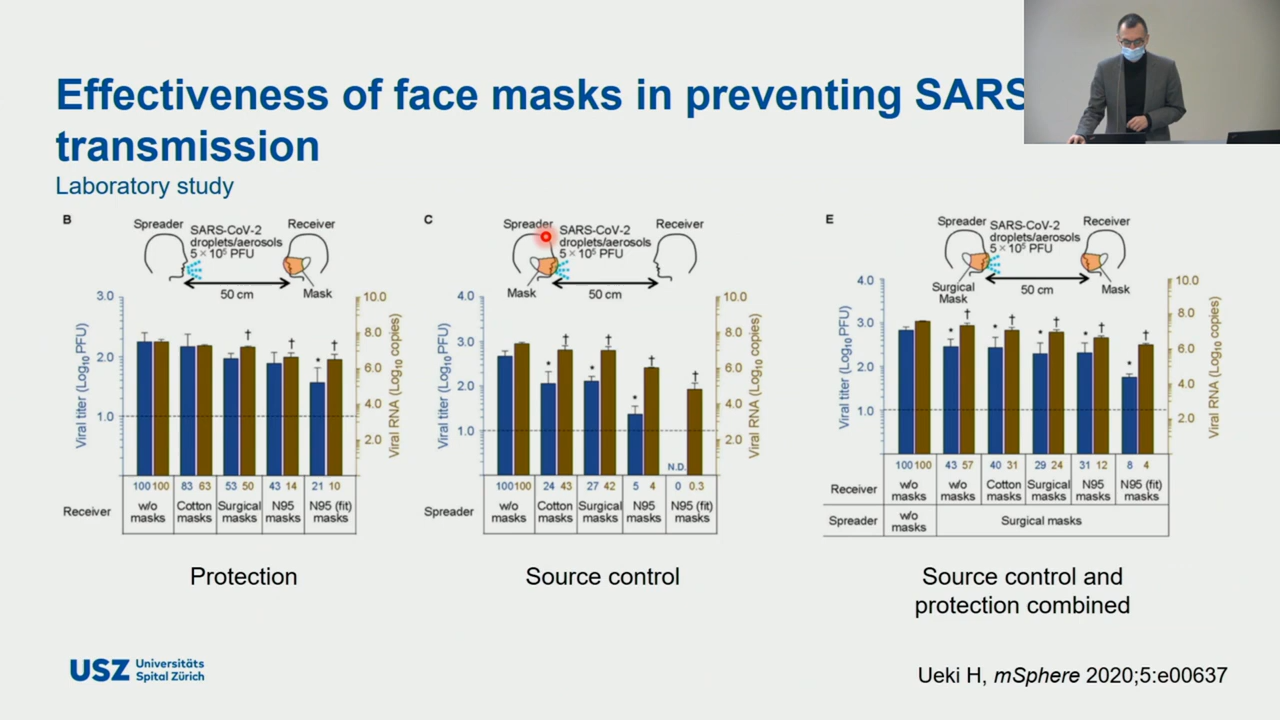 Effectiveness of face masks in preventing SARS
transmission
Laboratory study
B
Spreader
SARS-CoV-2
droplets/aerosols
5 × 10⁵ PFU
Receiver
50 cm
Mask
Viral titer (Log₁₀ PFU)
3.0
2.0
1.0
Viral RNA (Log₁₀ copies)
10.0
8.0
6.0
4.0
2.0
†
†
* †
100 100 83 63 53 50 43 14 21 10
Receiver
w/o masks
Cotton masks
Surgical masks
N95 masks
N95 (fit) masks
Protection
C
Spreader
SARS-CoV-2
droplets/aerosols
5 × 10⁵ PFU
Receiver
Mask
50 cm
Viral titer (Log₁₀ PFU)
4.0
3.0
2.0
1.0
Viral RNA (Log₁₀ copies)
10.0
8.0
6.0
4.0
2.0
* †
* †
* †
N.D. †
100 100 24 43 27 42 5 4 0 0.3
Spreader
w/o masks
Cotton masks
Surgical masks
N95 masks
N95 (fit) masks
Source control
E
Spreader
SARS-CoV-2
droplets/aerosols
5 × 10⁵ PFU
Receiver
Surgical
Mask
50 cm
Mask
Viral titer (Log₁₀ PFU)
4.0
3.0
2.0
1.0
Viral RNA (Log₁₀ copies)
10.0
8.0
6.0
4.0
2.0
* †
* †
* †
* †
* †
100 100 43 57 40 31 29 24 31 12 8 4
Receiver
w/o masks
w/o masks
Cotton masks
Surgical masks
N95 masks
N95 (fit) masks
Spreader
w/o masks
Surgical masks
Source control and
protection combined
USZ Universitäts
Spital Zürich
Ueki H, mSphere 2020;5:e00637